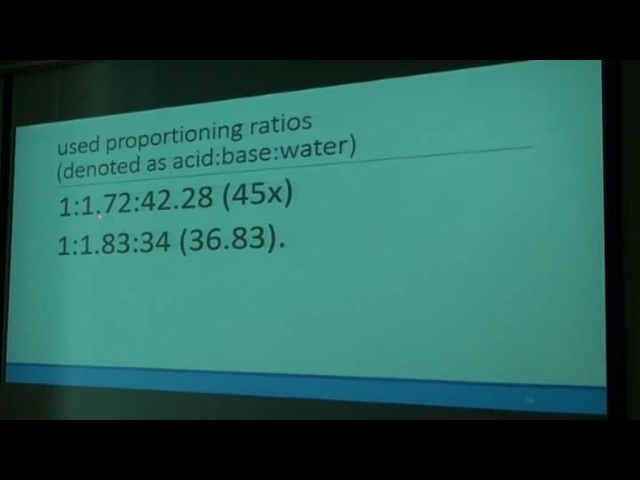 used proportioning ratios
(denoted as acid:base:water)
1:1.72:42.28 (45x)
1:1.83:34 (36.83).